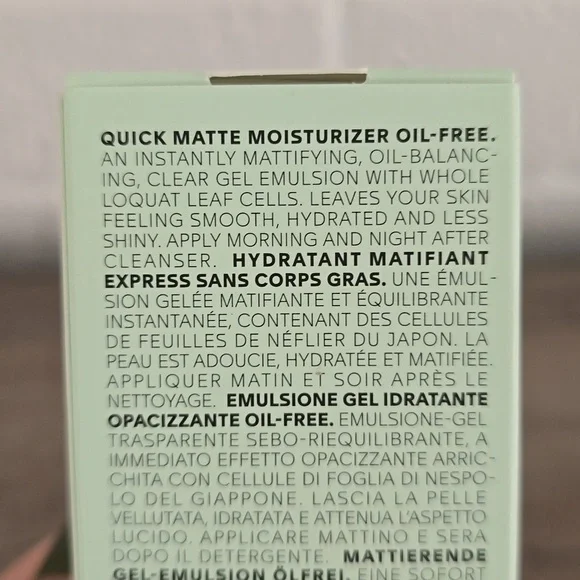 QUICK MATTE MOISTURIZER OIL-FREE.
AN INSTANTLY MATTIFYING, OIL-BALANC-
ING, CLEAR GEL EMULSION WITH WHOLE
LOQUAT LEAF CELLS. LEAVES YOUR SKIN
FEELING SMOOTH, HYDRATED AND LESS
SHINY. APPLY MORNING AND NIGHT AFTER
CLEANSER. HYDRATANT MATIFIANT
EXPRESS SANS CORPS GRAS. UNE ÉMUL-
SION GELÉE MATIFIANTE ET ÉQUILIBRANTE
INSTANTANÉE, CONTENANT DES CELLULES
DE FEUILLES DE NÉFLIER DU JAPON. LA
PEAU EST ADOUCIE, HYDRATÉE ET MATIFIÉE.
APPLIQUER MATIN ET SOIR APRÈS LE
NETTOYAGE. EMULSIONE GEL IDRATANTE
OPACIZZANTE OIL-FREE. EMULSIONE-GEL
TRASPARENTE SEBO-RIEQUILIBRANTE, A
IMMEDIATO EFFETTO OPACIZZANTE ARRIC-
CHITA CON CELLULE DI FOGLIA DI NESPO-
LO DEL GIAPPONE. LASCIA LA PELLE
VELLUTATA, IDRATATA E ATTENUA L'ASPETTO
LUCIDO. APPLICARE MATTINO E SERA
DOPO IL DETERGENTE. MATTIERENDE
GEL-EMULSION ÖLFREI. EINE SOFORT